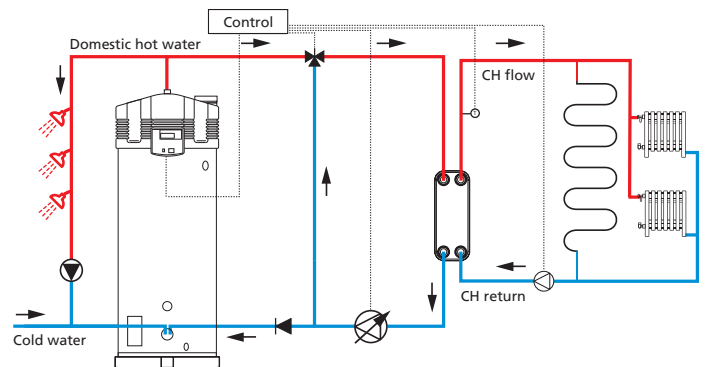 Control
Domestic hot water
CH flow
CH return
Cold water